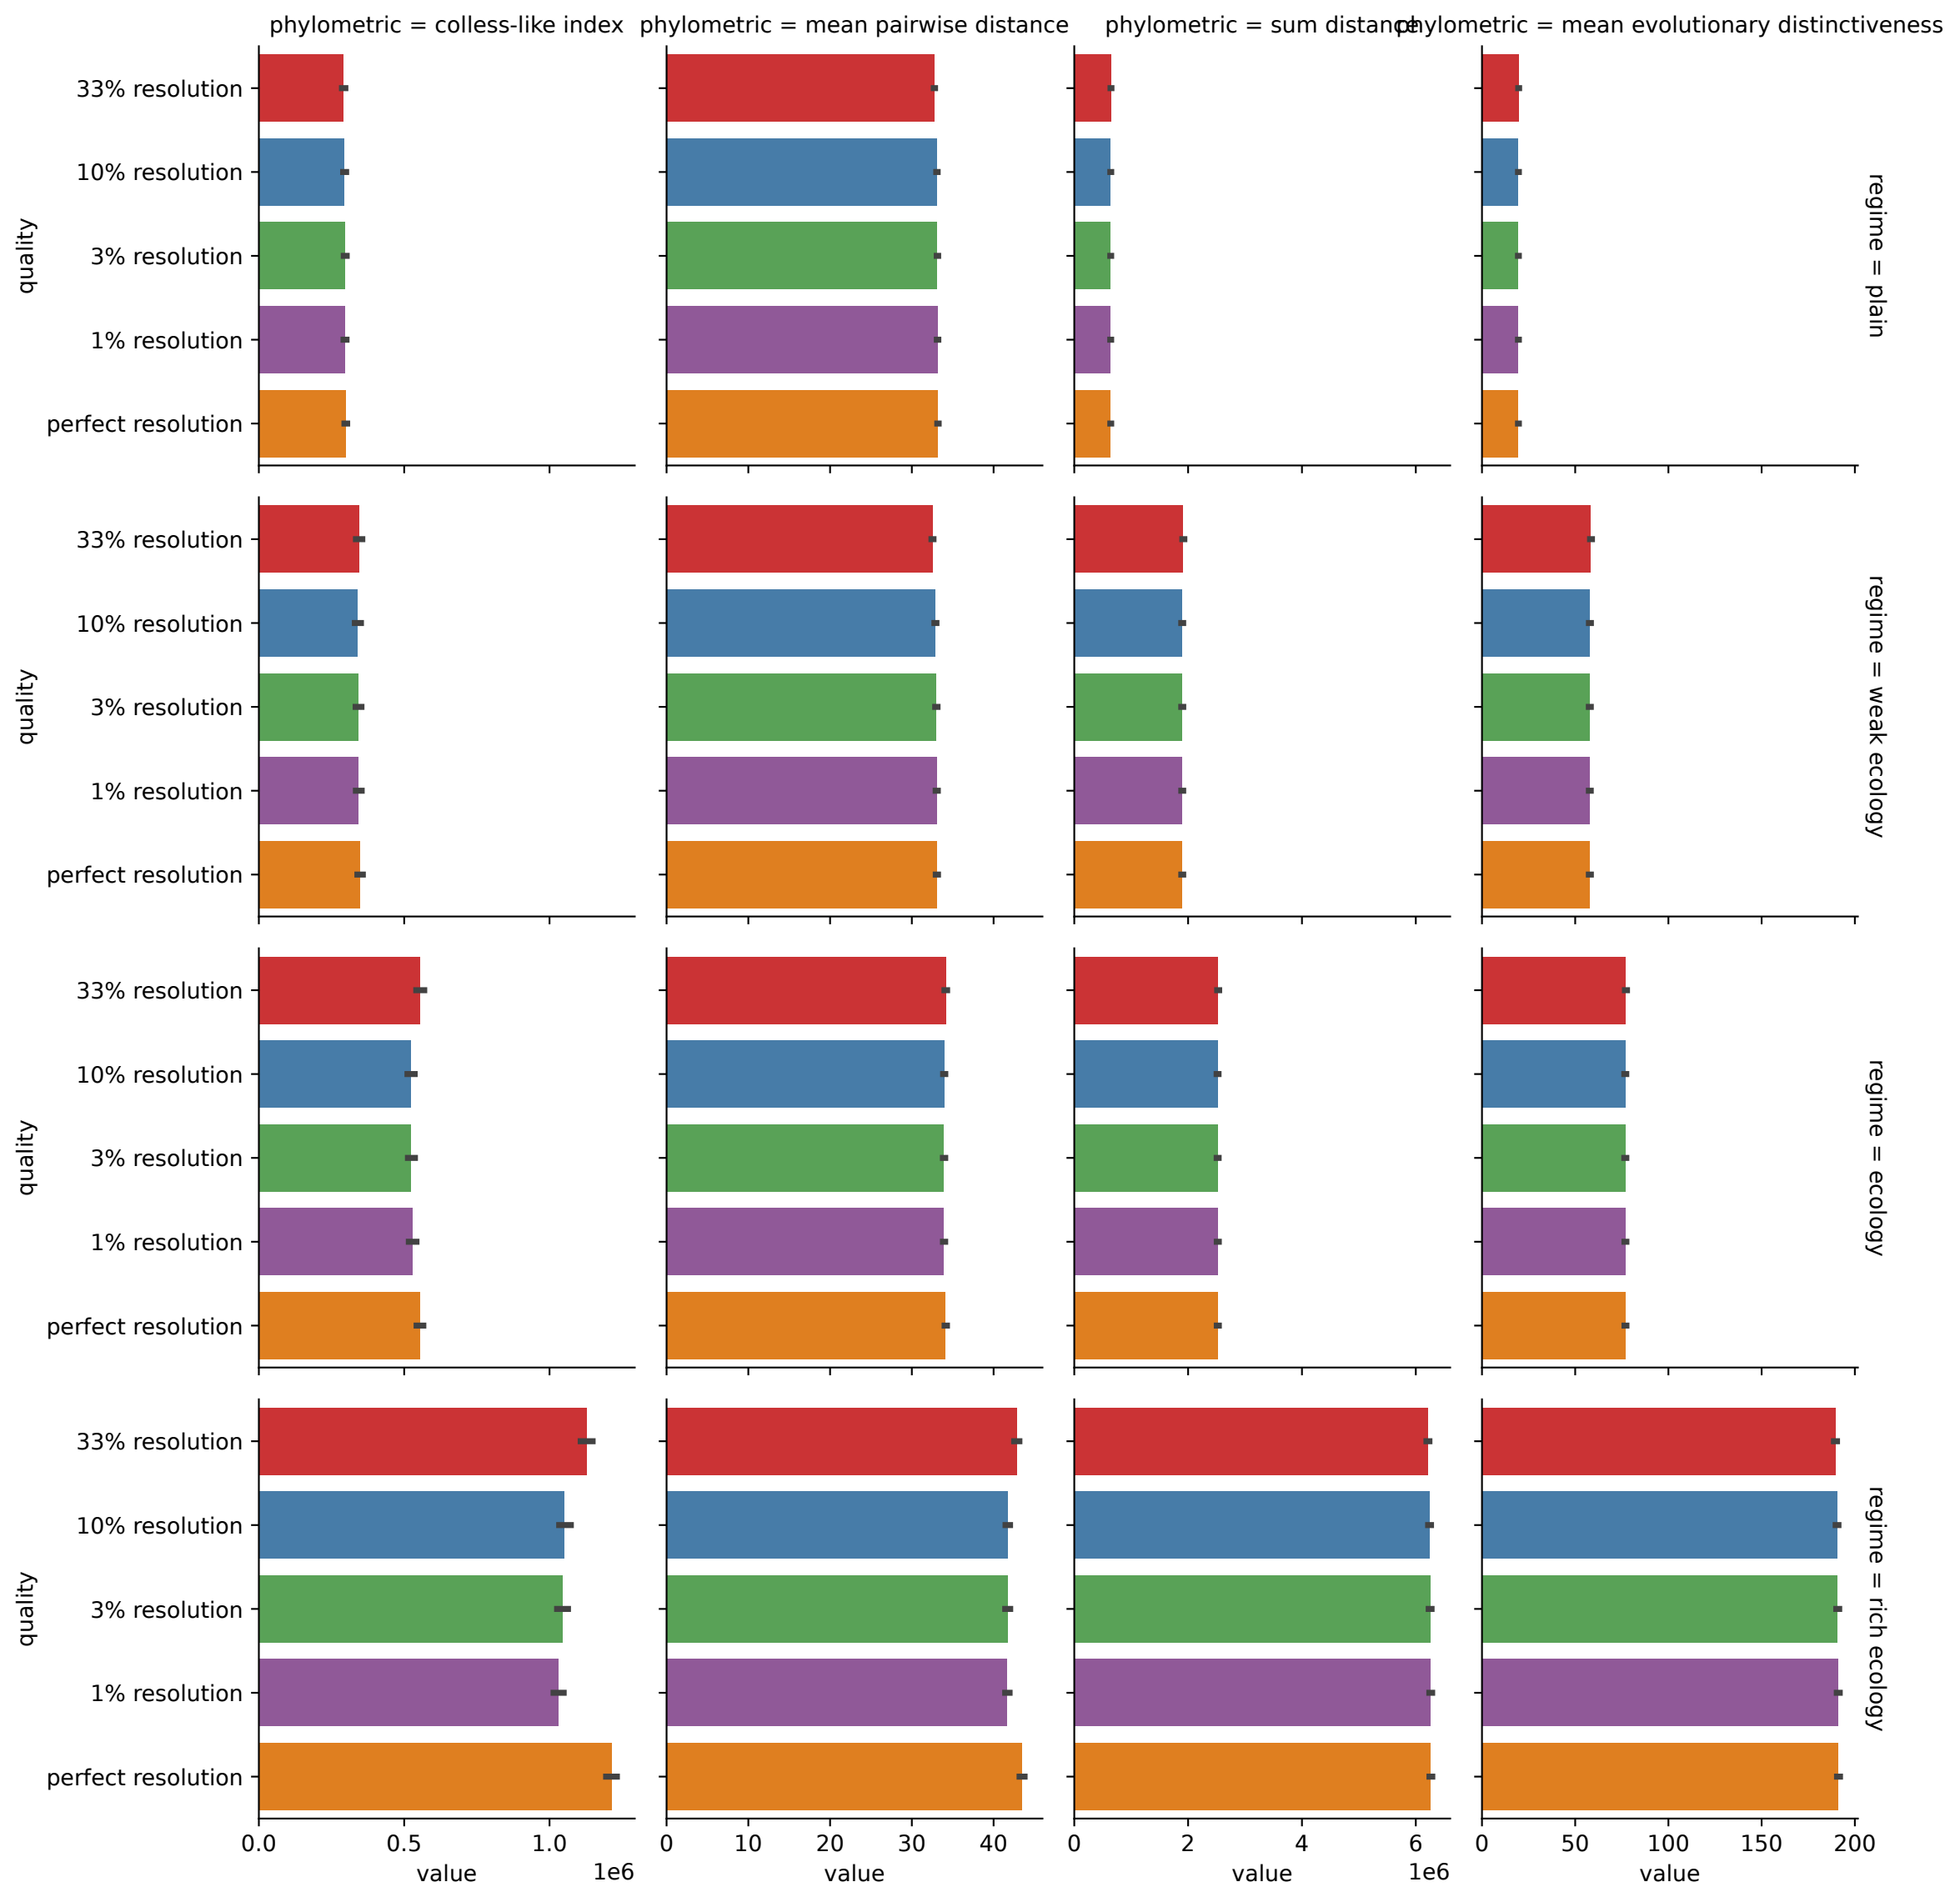 phylometric = colless-like index
phylometric = mean pairwise distance
phylometric = sum distance
phylometric = mean evolutionary distinctiveness
quality
33% resolution
10% resolution
3% resolution
1% resolution
perfect resolution
regime = plain
quality
33% resolution
10% resolution
3% resolution
1% resolution
perfect resolution
regime = weak ecology
quality
33% resolution
10% resolution
3% resolution
1% resolution
perfect resolution
regime = ecology
quality
33% resolution
10% resolution
3% resolution
1% resolution
perfect resolution
regime = rich ecology
0.0 0.5 1.0
1e6
value
0 10 20 30 40
value
0 2 4 6
1e6
value
0 50 100 150 200
value